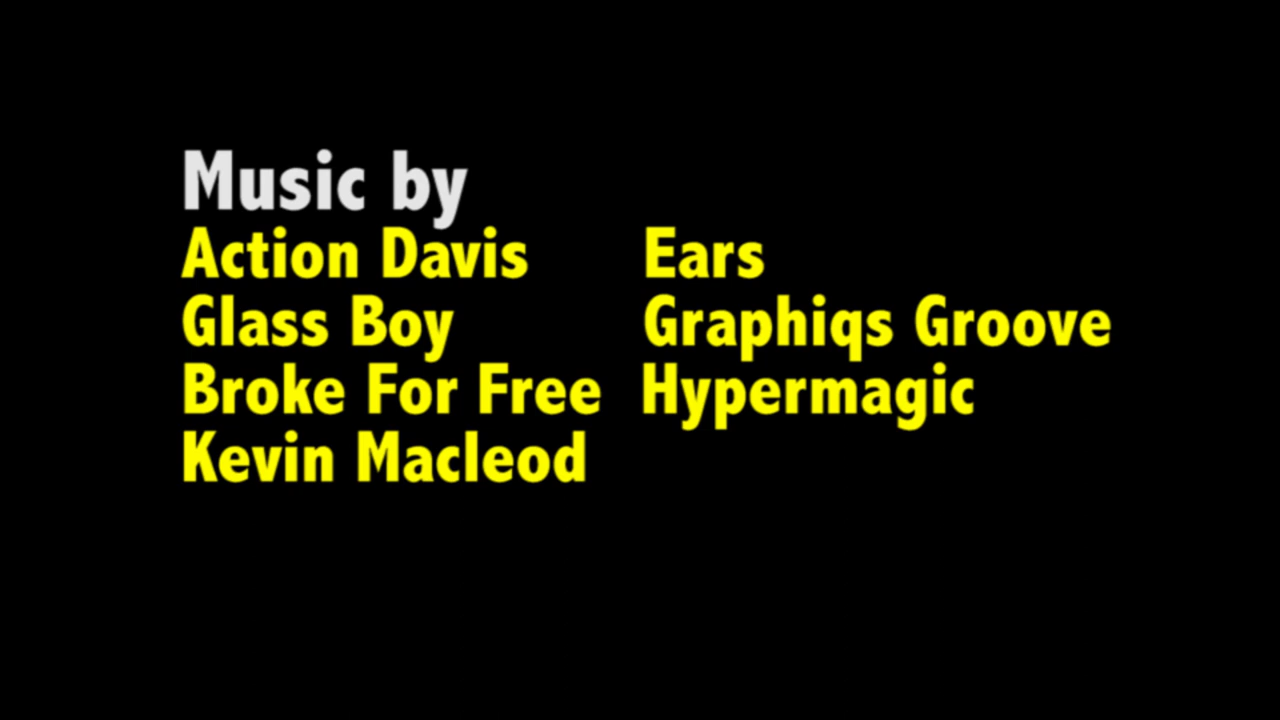 Music by
Action Davis Ears
Glass Boy Graphiqs Groove
Broke For Free Hypermagic
Kevin Macleod